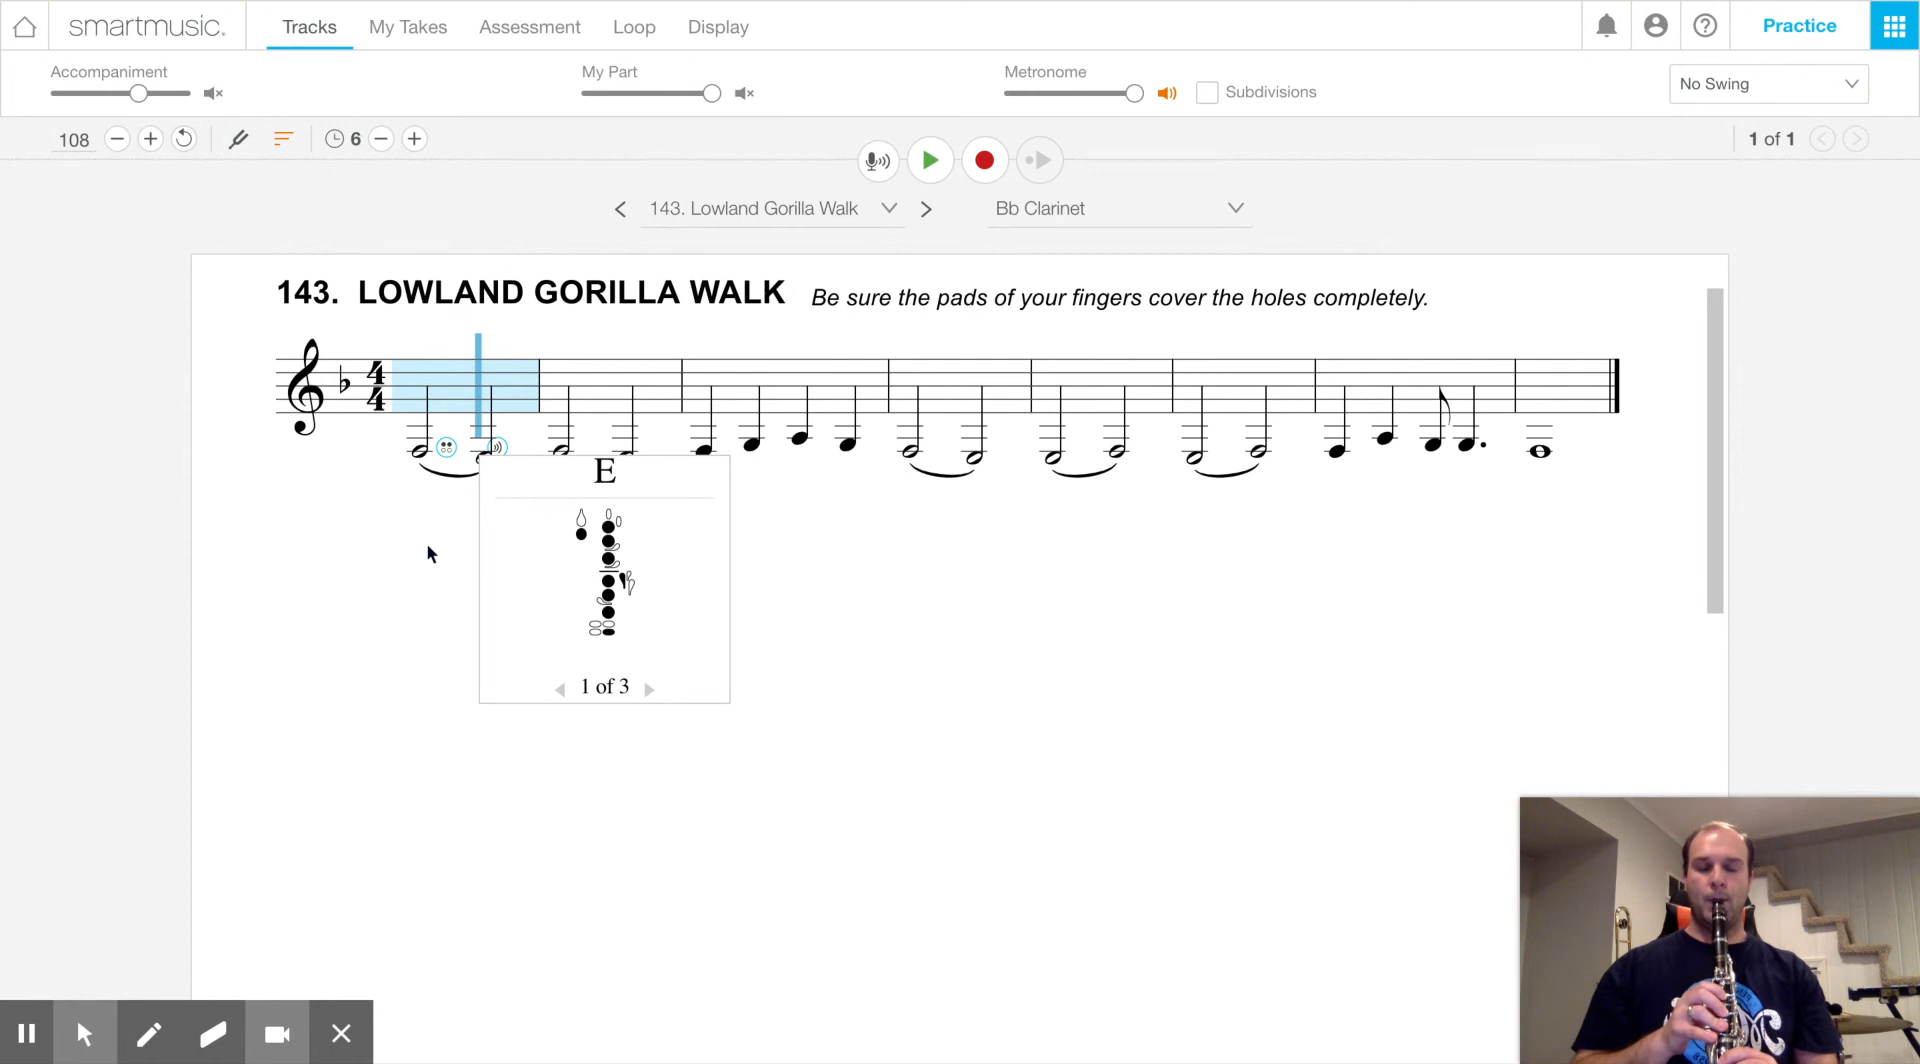 smartmusic.
Tracks
My Takes
Assessment
Loop
Display
Practice
Accompaniment
My Part
Metronome
Subdivisions
No Swing
108
6
1 of 1
143. Lowland Gorilla Walk
Bb Clarinet
143. LOWLAND GORILLA WALK Be sure the pads of your fingers cover the holes completely.
4
4
E
1 of 3